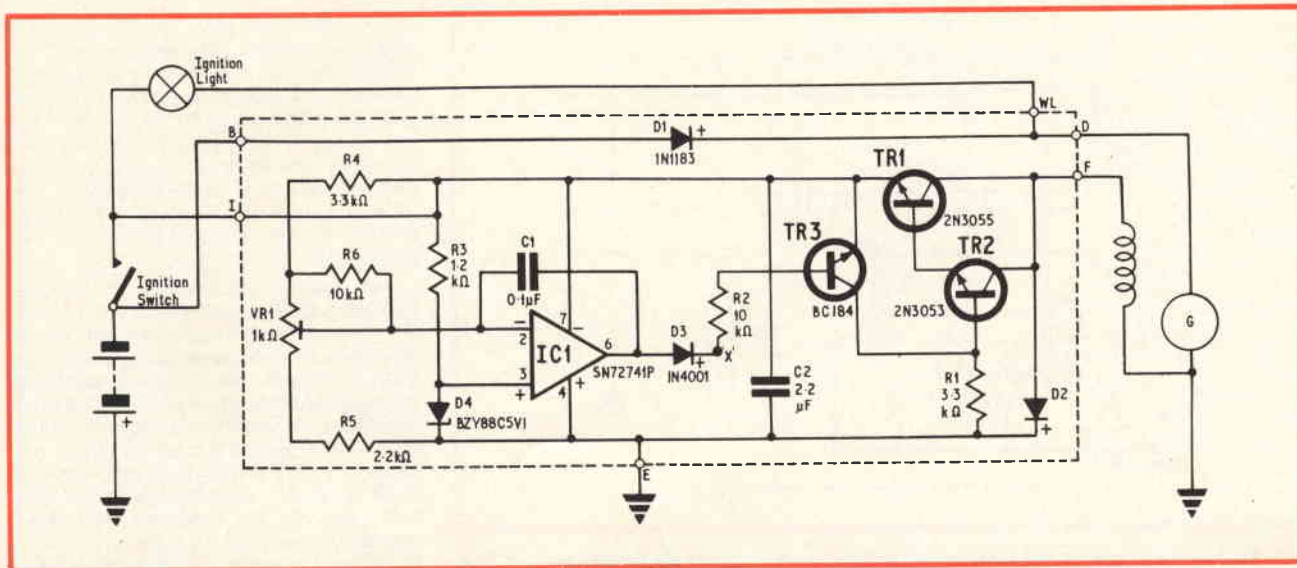 Ignition
Light
WL
B
D1
+
1N1183
D
F
R4
3.3kΩ
TR1
2N3055
I
R3
1·2
kΩ
C1
0·1µF
R6
10kΩ
TR3
BC184
TR2
2N3053
Ignition
Switch
VR1
1kΩ
R2
10
kΩ
G
7
−
−
2
IC1
6
SN72741P
D3
+
X
1N4001
3
+
4
+
C2
2·2
µF
R1
3·3
kΩ
D2
+
D4
BZY88C5V1
+
R5
2·2kΩ
E